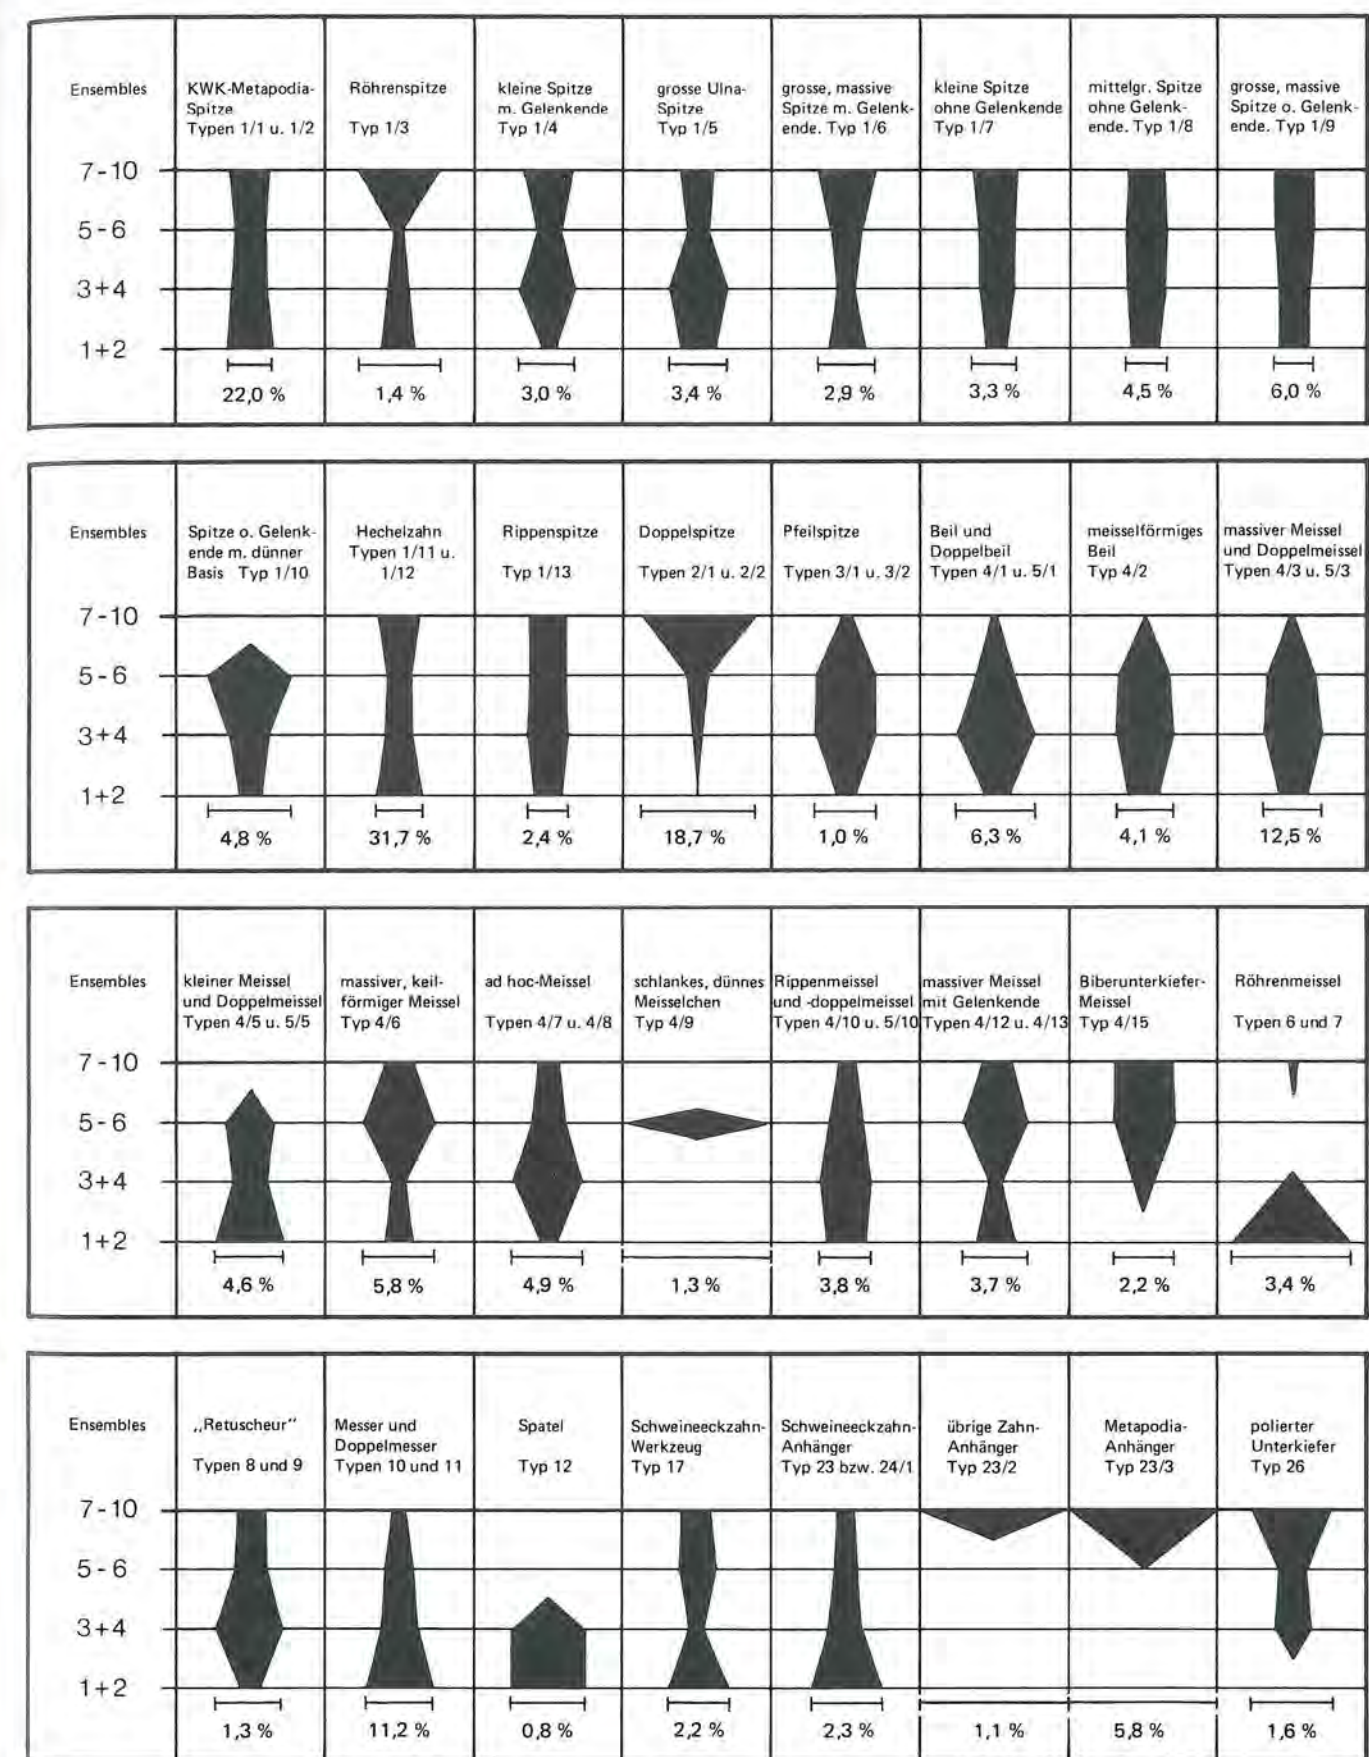 Ensembles
KWK-Metapodia-
Spitze
Typen 1/1 u. 1/2
Röhrenspitze
Typ 1/3
kleine Spitze
m. Gelenkende
Typ 1/4
grosse Ulna-
Spitze
Typ 1/5
grosse, massive
Spitze m. Gelenk-
ende. Typ 1/6
kleine Spitze
ohne Gelenkende
Typ 1/7
mittelgr. Spitze
ohne Gelenk-
ende. Typ 1/8
grosse, massive
Spitze o. Gelenk-
ende. Typ 1/9
7-10
5-6
3+4
1+2
22,0 % 1,4 % 3,0 % 3,4 % 2,9 % 3,3 % 4,5 % 6,0 %
Ensembles
Spitze o. Gelenk-
ende m. dünner
Basis Typ 1/10
Hechelzahn
Typen 1/11 u.
1/12
Rippenspitze
Typ 1/13
Doppelspitze
Typen 2/1 u. 2/2
Pfeilspitze
Typen 3/1 u. 3/2
Beil und
Doppelbeil
Typen 4/1 u. 5/1
meisselförmiges
Beil
Typ 4/2
massiver Meissel
und Doppelmeissel
Typen 4/3 u. 5/3
7-10
5-6
3+4
1+2
4,8 % 31,7 % 2,4 % 18,7 % 1,0 % 6,3 % 4,1 % 12,5 %
Ensembles
kleiner Meissel
und Doppelmeissel
Typen 4/5 u. 5/5
massiver, keil-
förmiger Meissel
Typ 4/6
ad hoc-Meissel
Typen 4/7 u. 4/8
schlankes, dünnes
Meisselchen
Typ 4/9
Rippenmeissel
und -doppelmeissel
Typen 4/10 u. 5/10
massiver Meissel
mit Gelenkende
Typen 4/12 u. 4/13
Biberunterkiefer-
Meissel
Typ 4/15
Röhrenmeissel
Typen 6 und 7
7-10
5-6
3+4
1+2
4,6 % 5,8 % 4,9 % 1,3 % 3,8 % 3,7 % 2,2 % 3,4 %
Ensembles
„Retuscheur"
Typen 8 und 9
Messer und
Doppelmesser
Typen 10 und 11
Spatel
Typ 12
Schweineeckzahn-
Werkzeug
Typ 17
Schweineeckzahn-
Anhänger
Typ 23 bzw. 24/1
übrige Zahn-
Anhänger
Typ 23/2
Metapodia-
Anhänger
Typ 23/3
polierter
Unterkiefer
Typ 26
7-10
5-6
3+4
1+2
1,3 % 11,2 % 0,8 % 2,2 % 2,3 % 1,1 % 5,8 % 1,6 %